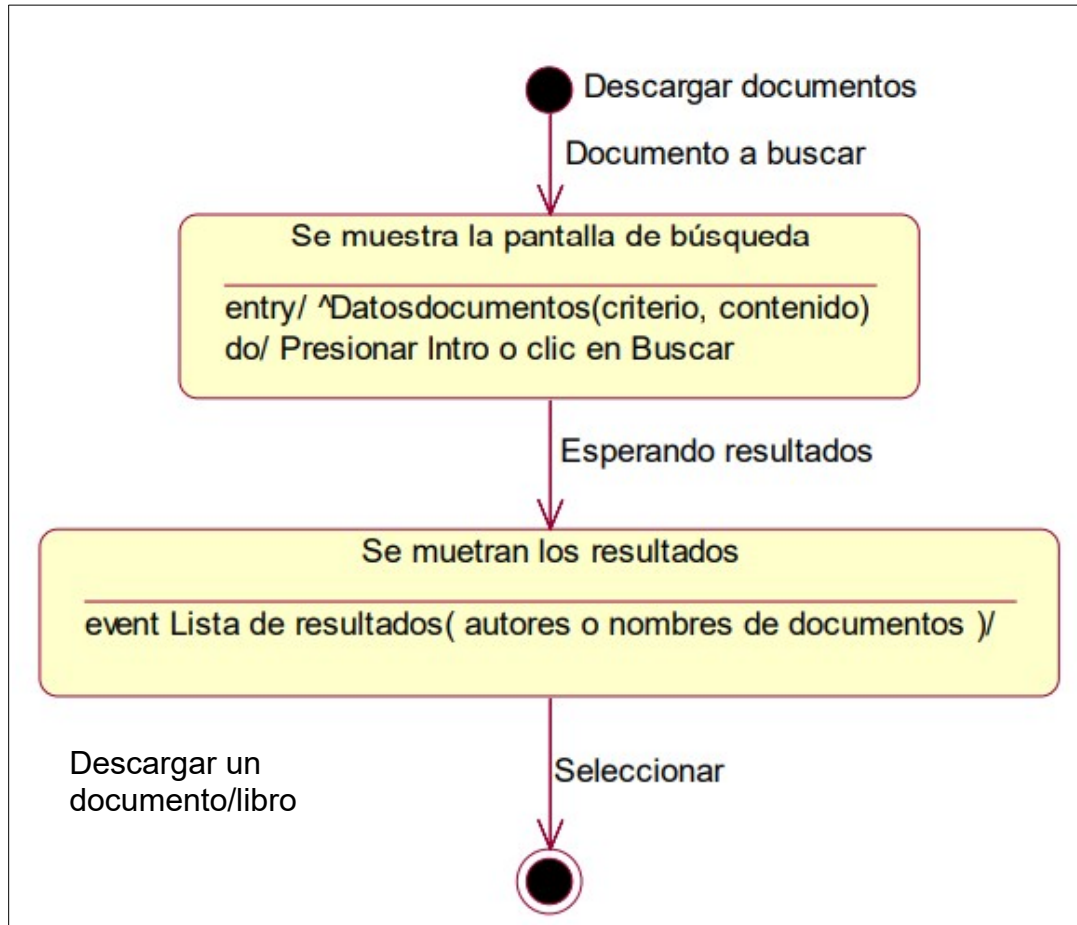 Descargar documentos
Documento a buscar
Se muestra la pantalla de búsqueda
entry/ ^Datosdocumentos(criterio, contenido)
do/ Presionar Intro o clic en Buscar
Esperando resultados
Se muetran los resultados
event Lista de resultados( autores o nombres de documentos )/
Descargar un
documento/libro
Seleccionar